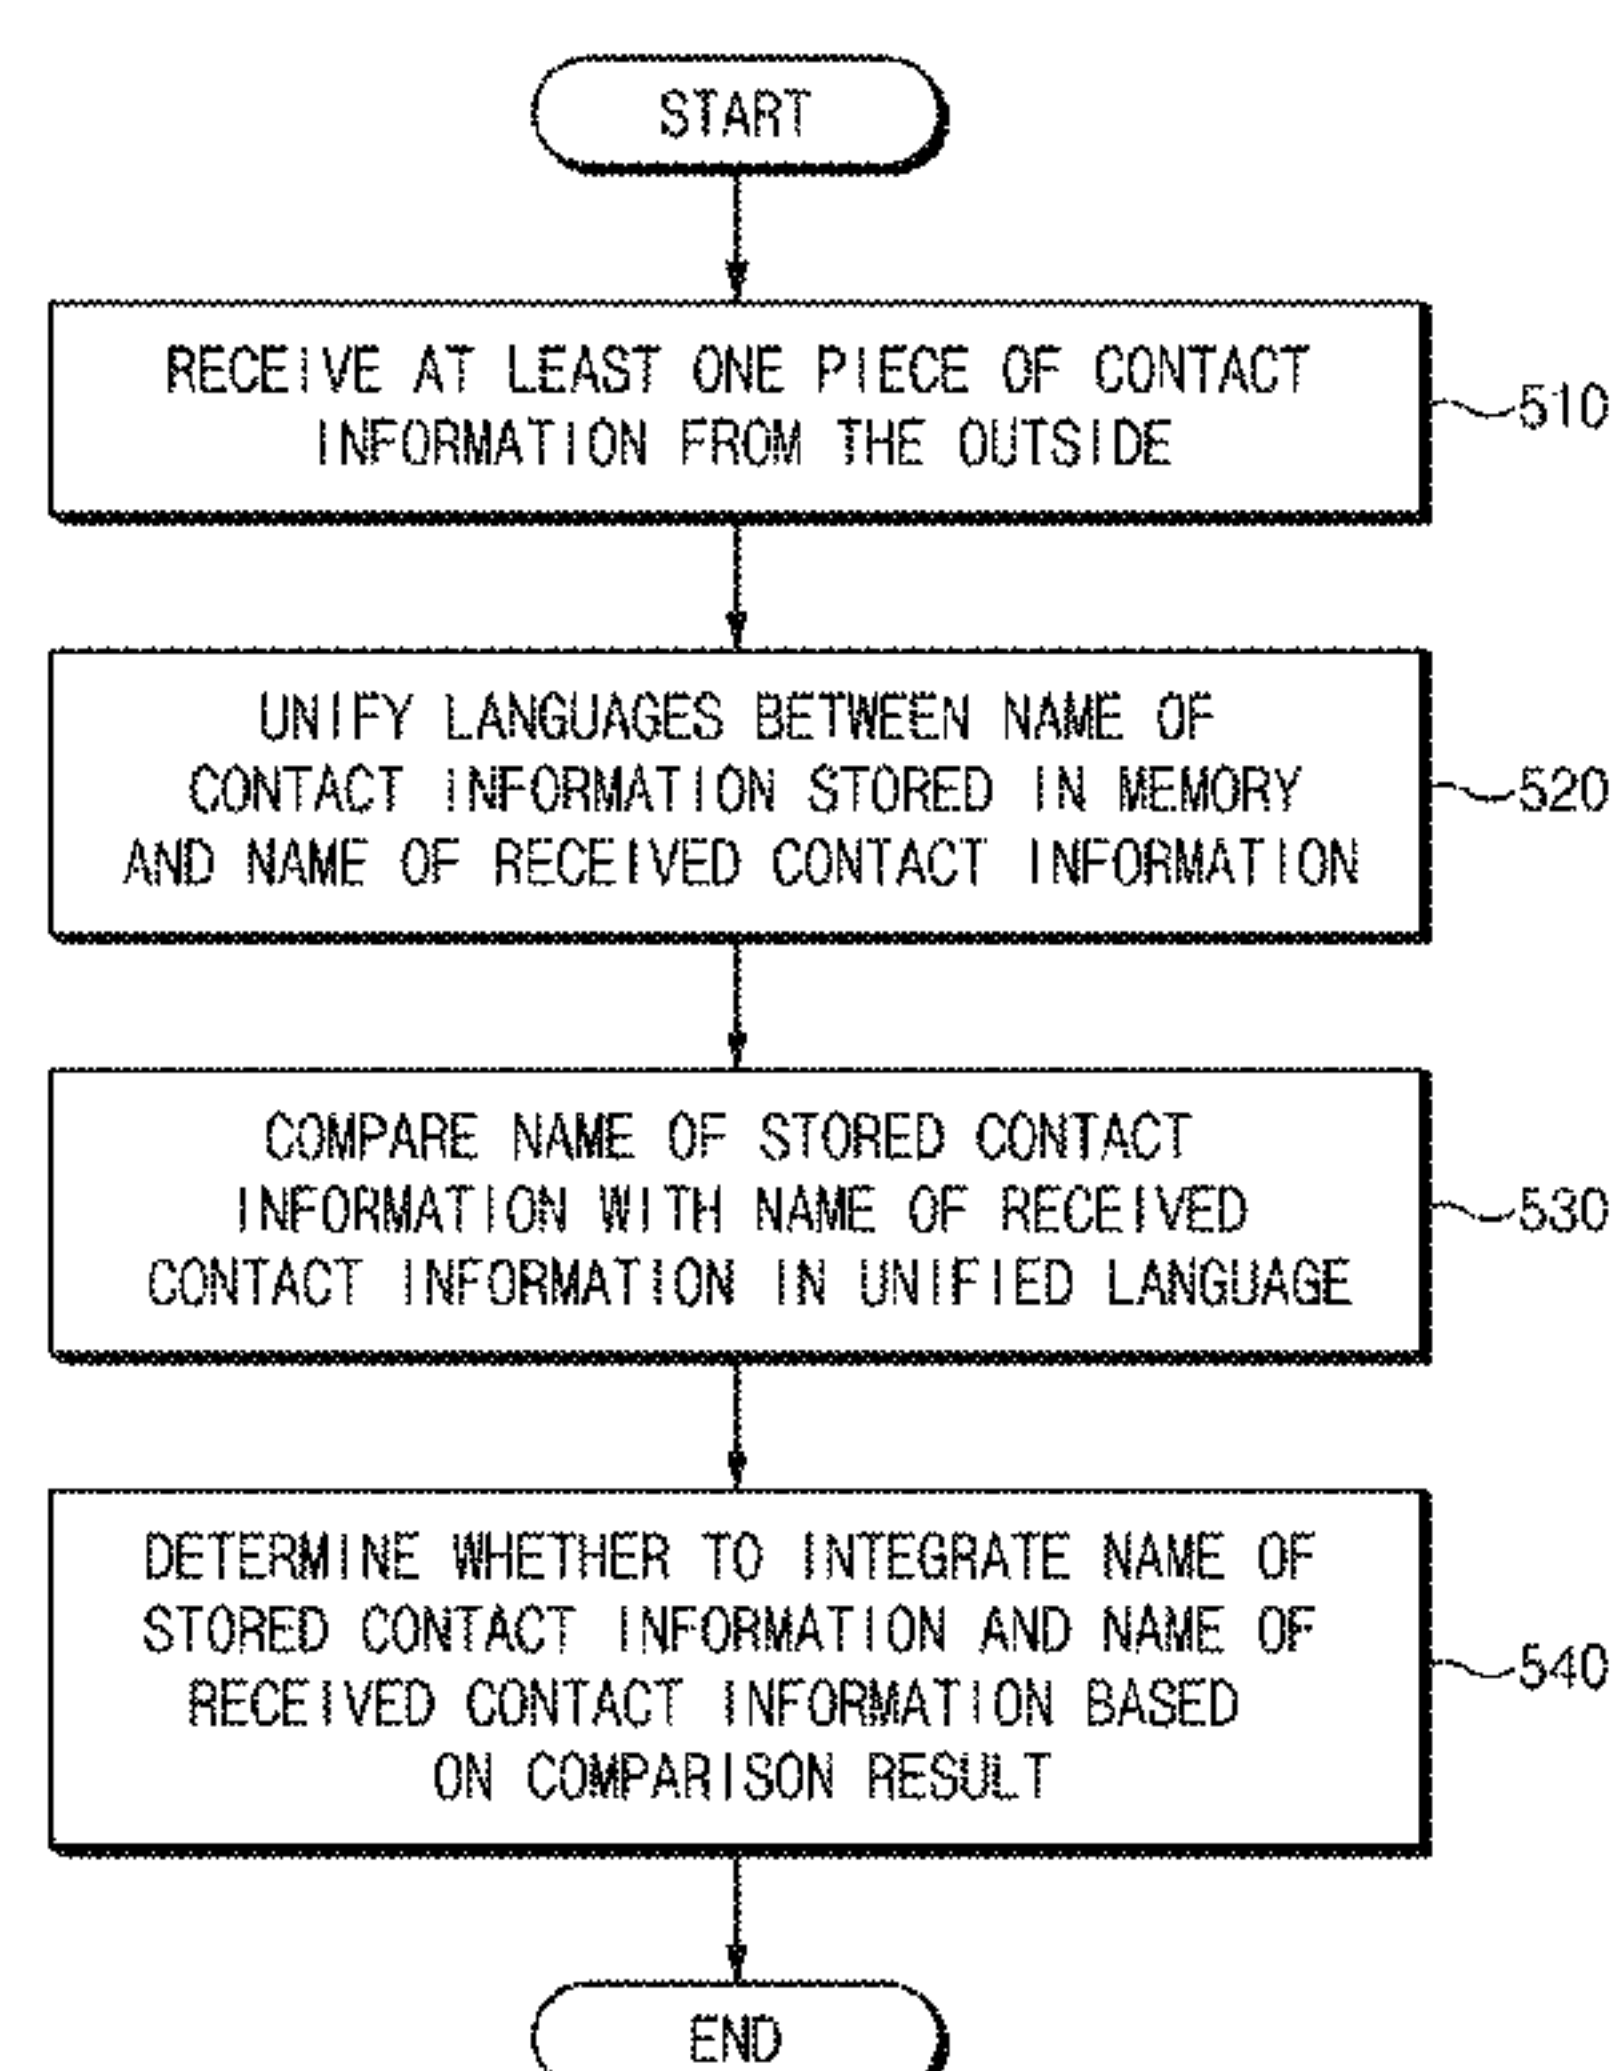 START
RECEIVE AT LEAST ONE PIECE OF CONTACT
INFORMATION FROM THE OUTSIDE
510
UNIFY LANGUAGES BETWEEN NAME OF
CONTACT INFORMATION STORED IN MEMORY
AND NAME OF RECEIVED CONTACT INFORMATION
520
COMPARE NAME OF STORED CONTACT
INFORMATION WITH NAME OF RECEIVED
CONTACT INFORMATION IN UNIFIED LANGUAGE
530
DETERMINE WHETHER TO INTEGRATE NAME OF
STORED CONTACT INFORMATION AND NAME OF
RECEIVED CONTACT INFORMATION BASED
ON COMPARISON RESULT
540
END